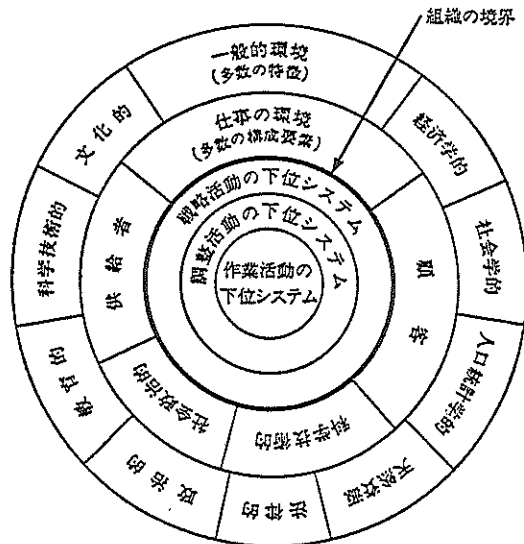 組織の境界
一般的環境
(多数の特徴)
経済学的
社会学的
人口統計学的
天然資源
法律的
政治的
教育的
科学技術的
文化的
仕事の環境
(多数の構成要素)
顧客
科学技術的
社会政治的
供給者
戦略活動の下位システム
調整活動の下位システム
作業活動の
下位システム